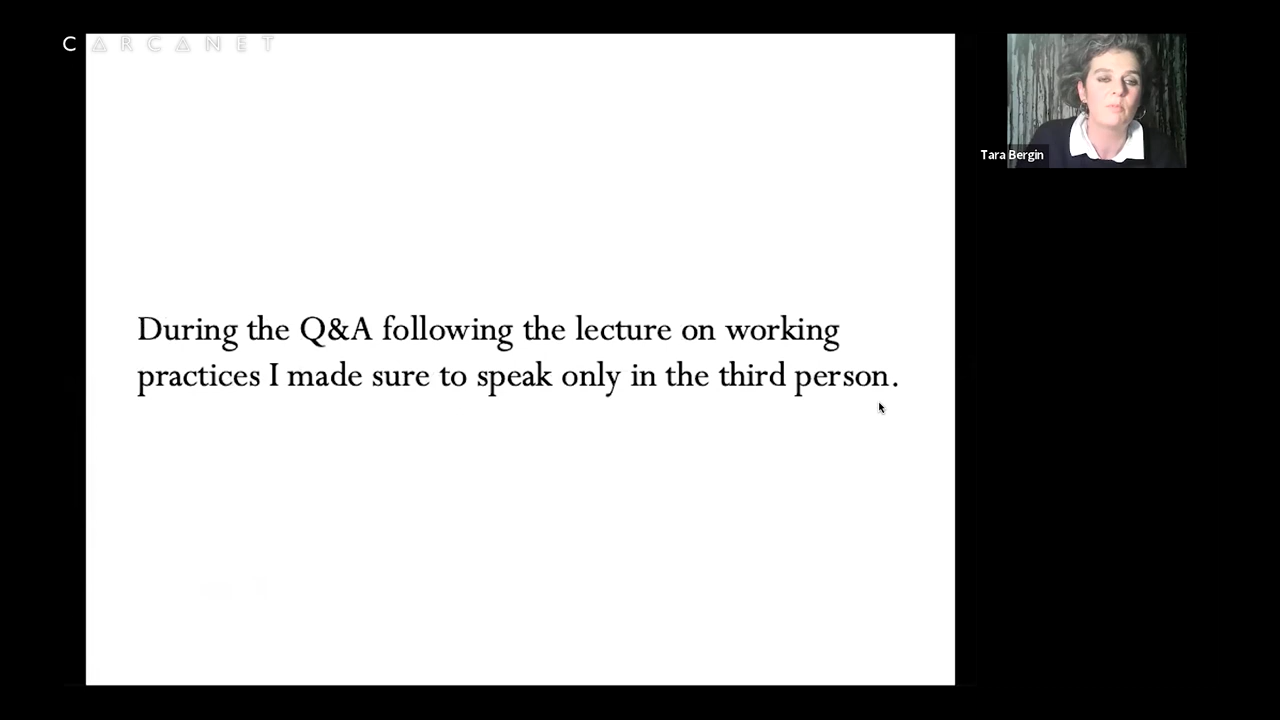 CARCANET
During the Q&A following the lecture on working
practices I made sure to speak only in the third person.
Tara Bergin